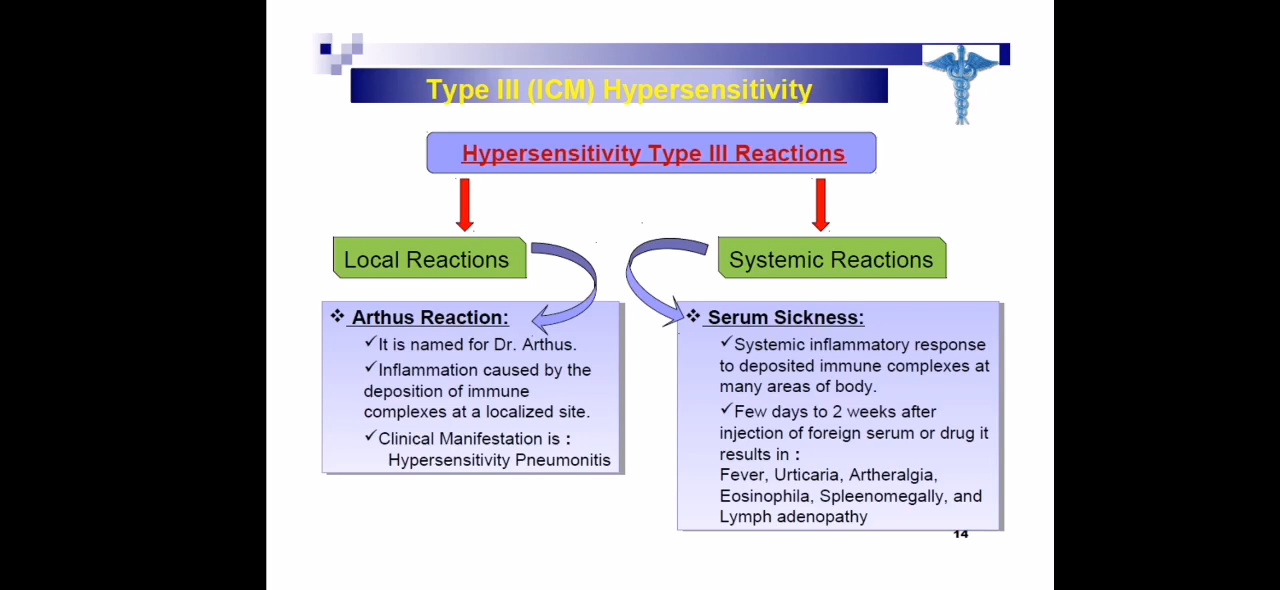 Type III (ICM) Hypersensitivity
Hypersensitivity Type III Reactions
Local Reactions
Systemic Reactions
❖ Arthus Reaction:
✓It is named for Dr. Arthus.
✓Inflammation caused by the
deposition of immune
complexes at a localized site.
✓Clinical Manifestation is :
Hypersensitivity Pneumonitis
❖ Serum Sickness:
✓Systemic inflammatory response
to deposited immune complexes at
many areas of body.
✓Few days to 2 weeks after
injection of foreign serum or drug it
results in :
Fever, Urticaria, Artheralgia,
Eosinophila, Spleenomegally, and
Lymph adenopathy
14